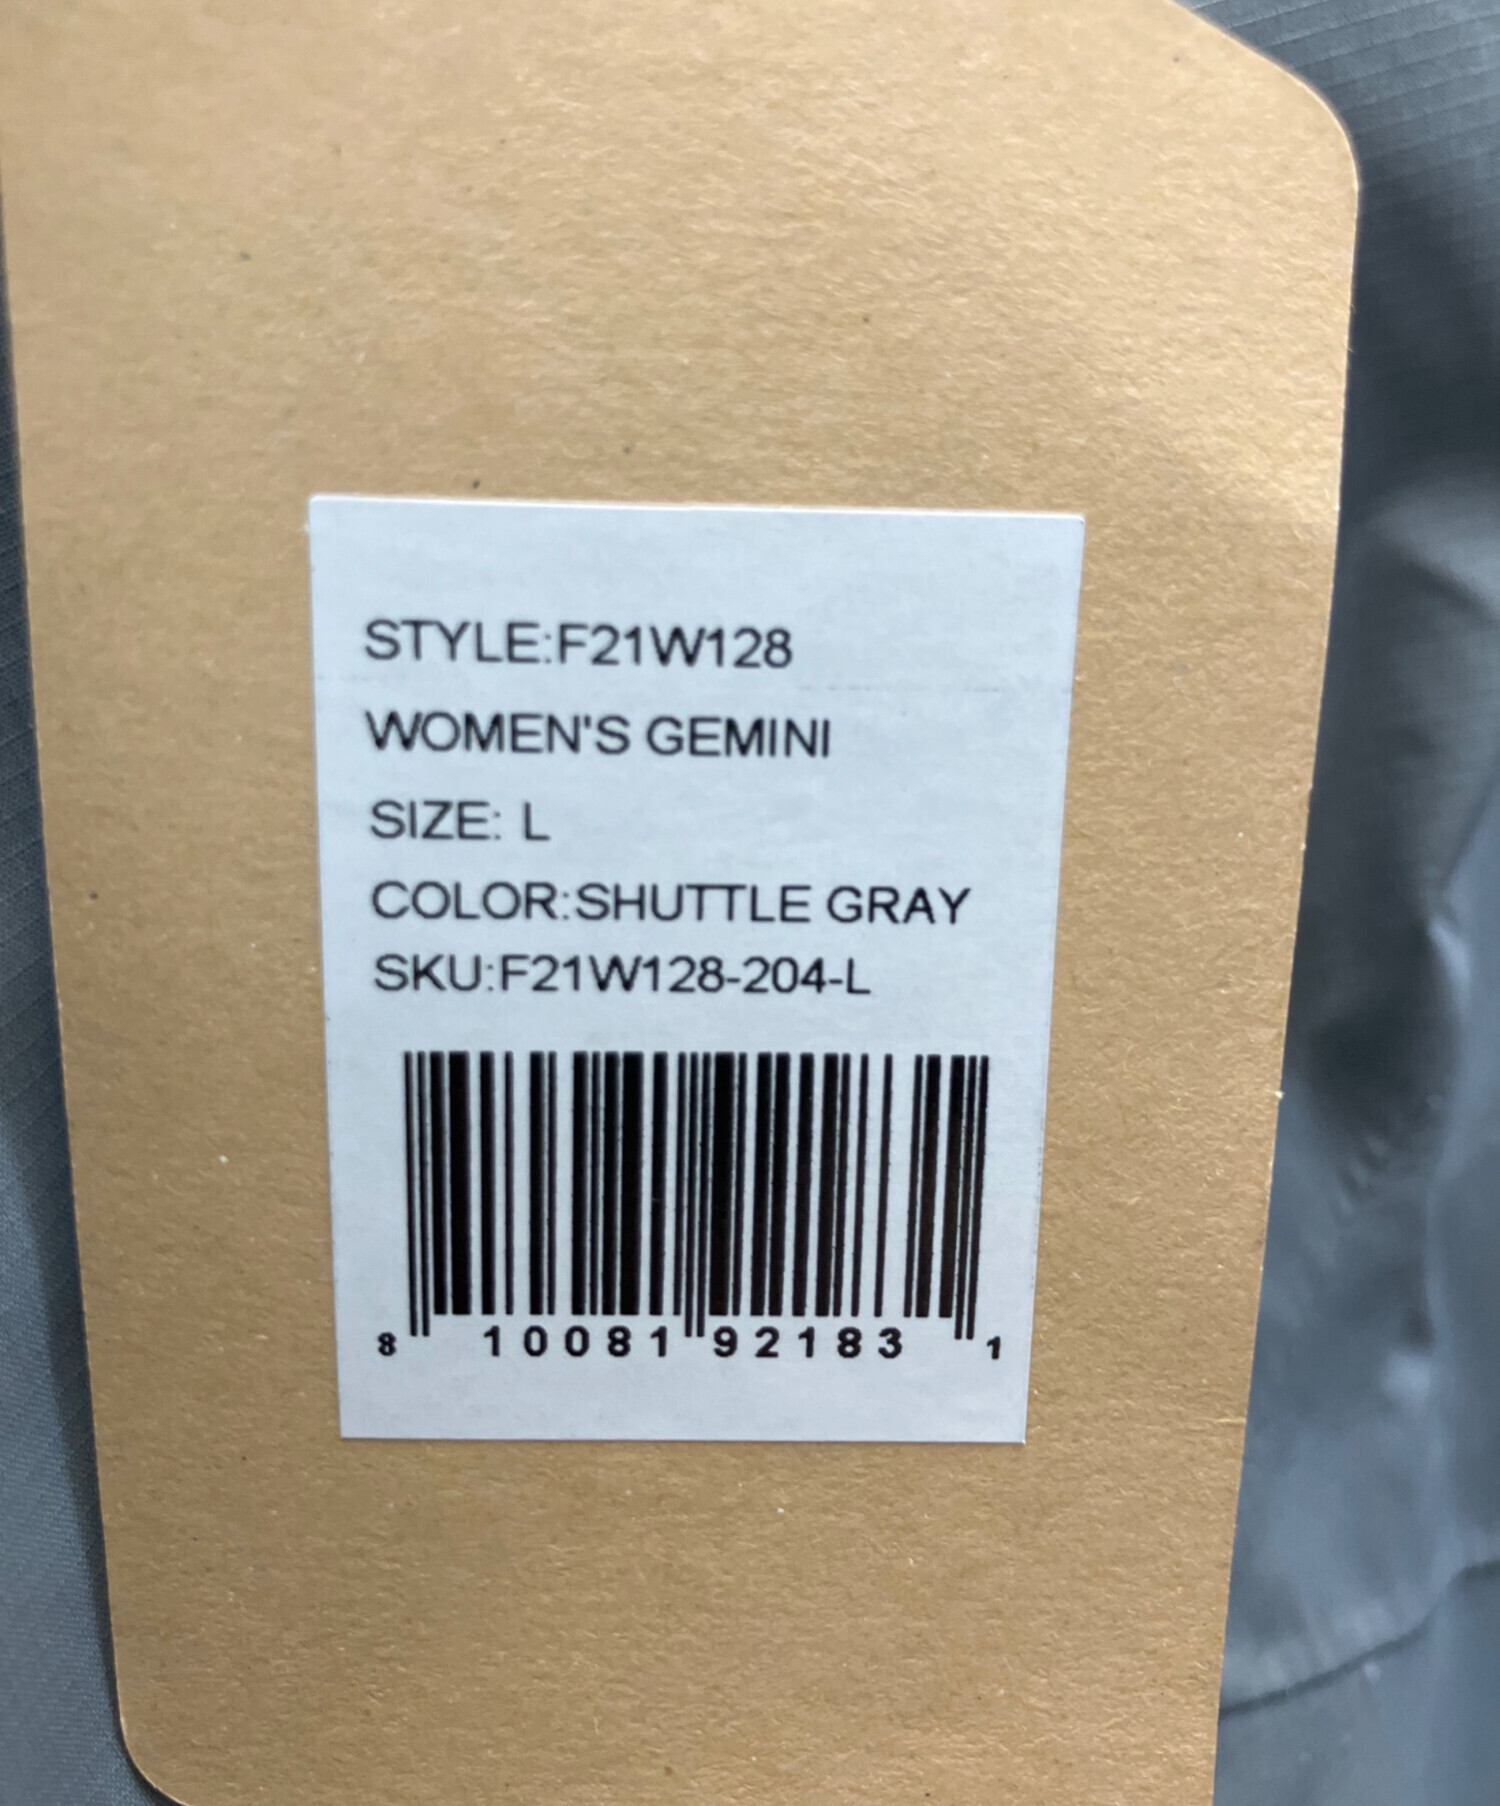 STYLE:F21W128
WOMEN'S GEMINI
SIZE: L
COLOR:SHUTTLE GRAY
SKU:F21W128-204-L
8 10081 92183 1